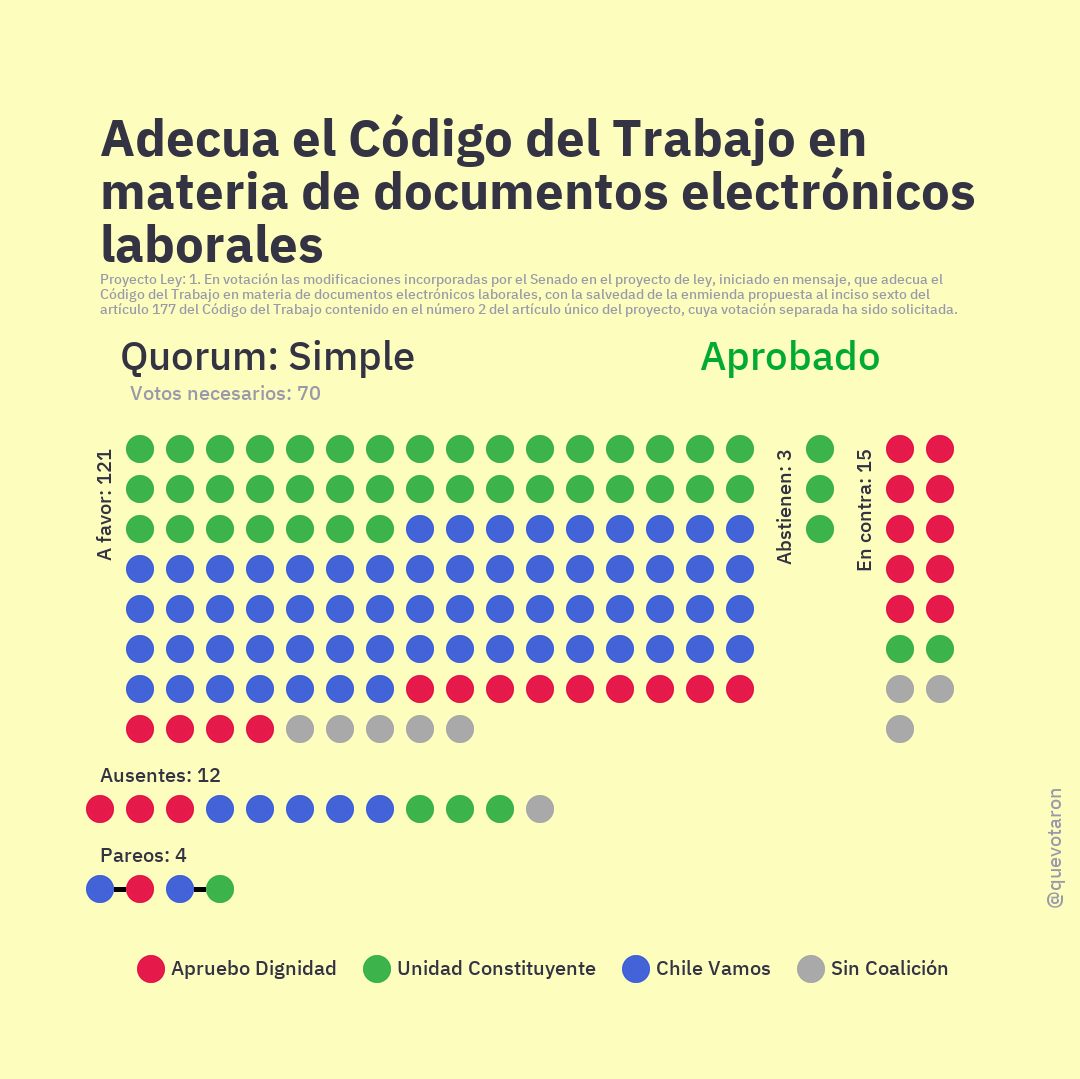 Adecua el Código del Trabajo en
materia de documentos electrónicos
laborales
Proyecto Ley: 1. En votación las modificaciones incorporadas por el Senado en el proyecto de ley, iniciado en mensaje, que adecua el
Código del Trabajo en materia de documentos electrónicos laborales, con la salvedad de la enmienda propuesta al inciso sexto del
artículo 177 del Código del Trabajo contenido en el número 2 del artículo único del proyecto, cuya votación separada ha sido solicitada.
Quorum: Simple
Aprobado
Votos necesarios: 70
A favor: 121
Abstienen: 3
En contra: 15
Ausentes: 12
Pareos: 4
@quevotaron
Apruebo Dignidad
Unidad Constituyente
Chile Vamos
Sin Coalición